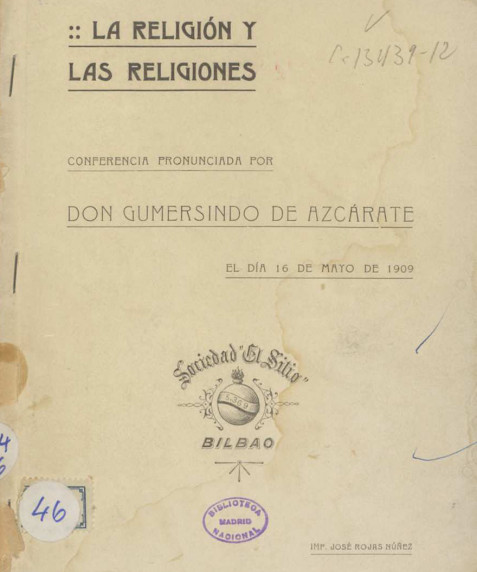 :: LA RELIGIÓN Y
LAS RELIGIONES
CONFERENCIA PRONUNCIADA POR
DON GUMERSINDO DE AZCÁRATE
EL DÍA 16 DE MAYO DE 1909
Sociedad "El Sitio"
BILBAO
46
BIBLIOTECA
MADRID
NACIONAL
IMP. JOSÉ ROJAS NÚÑEZ